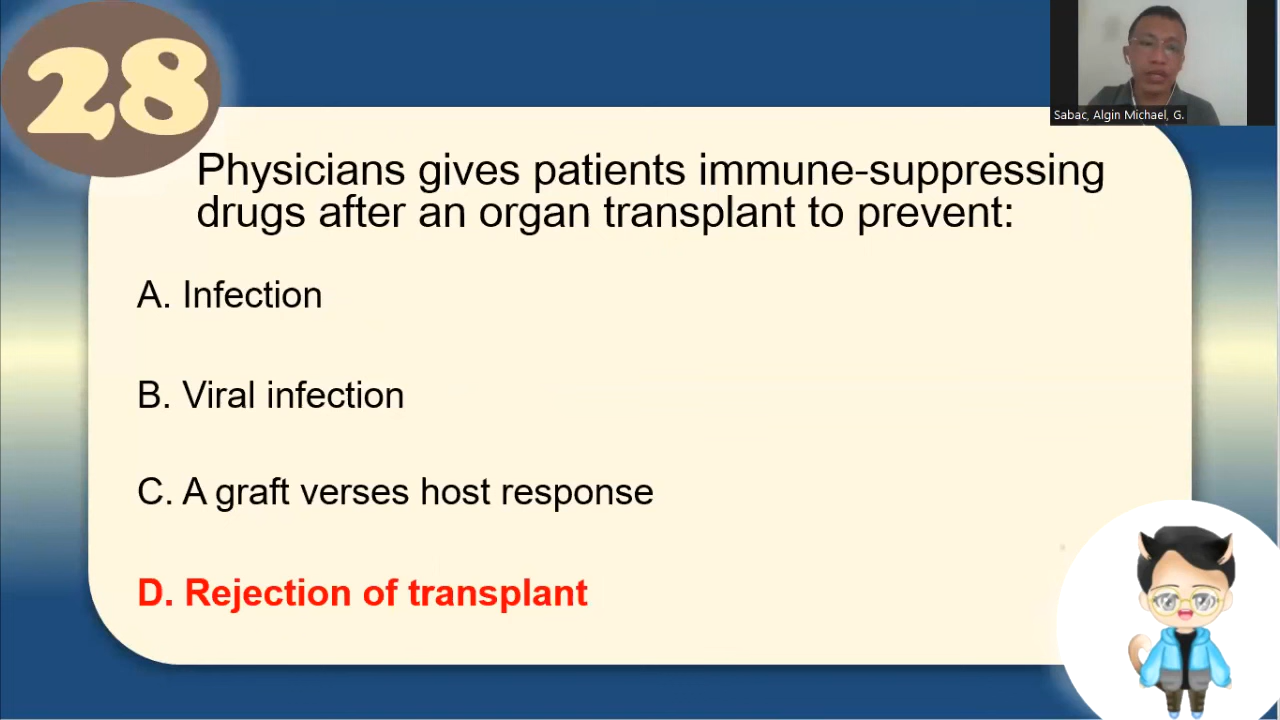 28
Sabac, Algin Michael, G.
Physicians gives patients immune-suppressing
drugs after an organ transplant to prevent:
A. Infection
B. Viral infection
C. A graft verses host response
D. Rejection of transplant